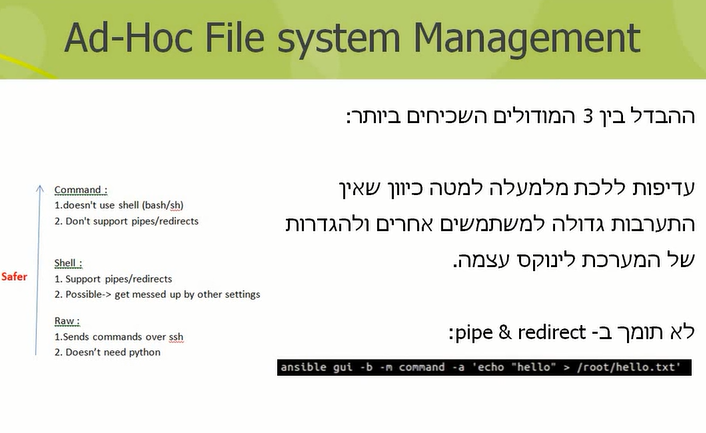 Ad-Hoc File system Management
ההבדל בין 3 המודולים השכיחים ביותר:
עדיפות ללכת מלמעלה למטה כיוון שאין
התערבות גדולה למשתמשים אחרים ולהגדרות
של המערכת לינוקס עצמה.
לא תומך ב- pipe & redirect:
ansible gui -b -m command -a 'echo "hello" > /root/hello.txt'
Safer
Command :
1.doesn't use shell (bash/sh)
2. Don't support pipes/redirects
Shell :
1. Support pipes/redirects
2. Possible-> get messed up by other settings
Raw :
1.Sends commands over ssh
2. Doesn't need python